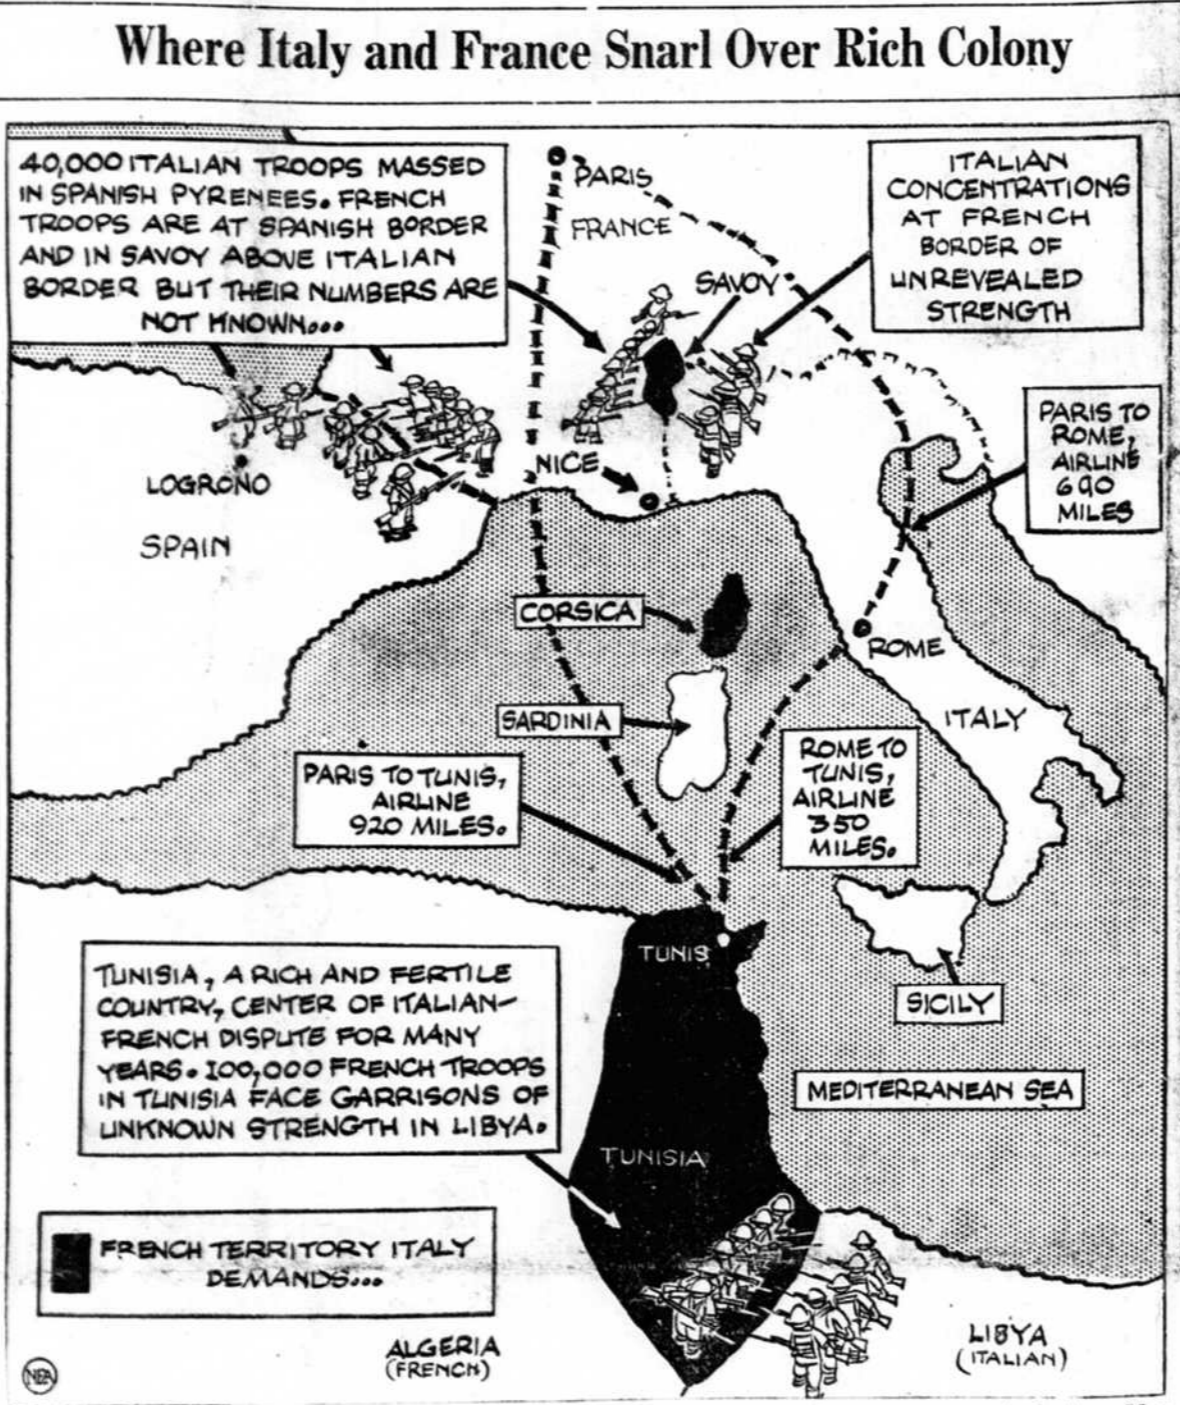 Where Italy and France Snarl Over Rich Colony
40,000 ITALIAN TROOPS MASSED
IN SPANISH PYRENEES. FRENCH
TROOPS ARE AT SPANISH BORDER
AND IN SAVOY ABOVE ITALIAN
BORDER BUT THEIR NUMBERS ARE
NOT KNOWN...
PARIS
FRANCE
SAVOY
ITALIAN
CONCENTRATIONS
AT FRENCH
BORDER OF
UNREVEALED
STRENGTH
PARIS TO
ROME,
AIRLINE
690
MILES
NICE
LOGRONO
SPAIN
CORSICA
ROME
SARDINIA
ITALY
PARIS TO TUNIS,
AIRLINE
920 MILES.
ROME TO
TUNIS,
AIRLINE
350
MILES.
TUNIS
TUNISIA, A RICH AND FERTILE
COUNTRY, CENTER OF ITALIAN-
FRENCH DISPUTE FOR MANY
YEARS. 100,000 FRENCH TROOPS
IN TUNISIA FACE GARRISONS OF
UNKNOWN STRENGTH IN LIBYA.
SICILY
MEDITERRANEAN SEA
TUNISIA
FRENCH TERRITORY ITALY
DEMANDS...
ALGERIA
(FRENCH)
LIBYA
(ITALIAN)
NEA